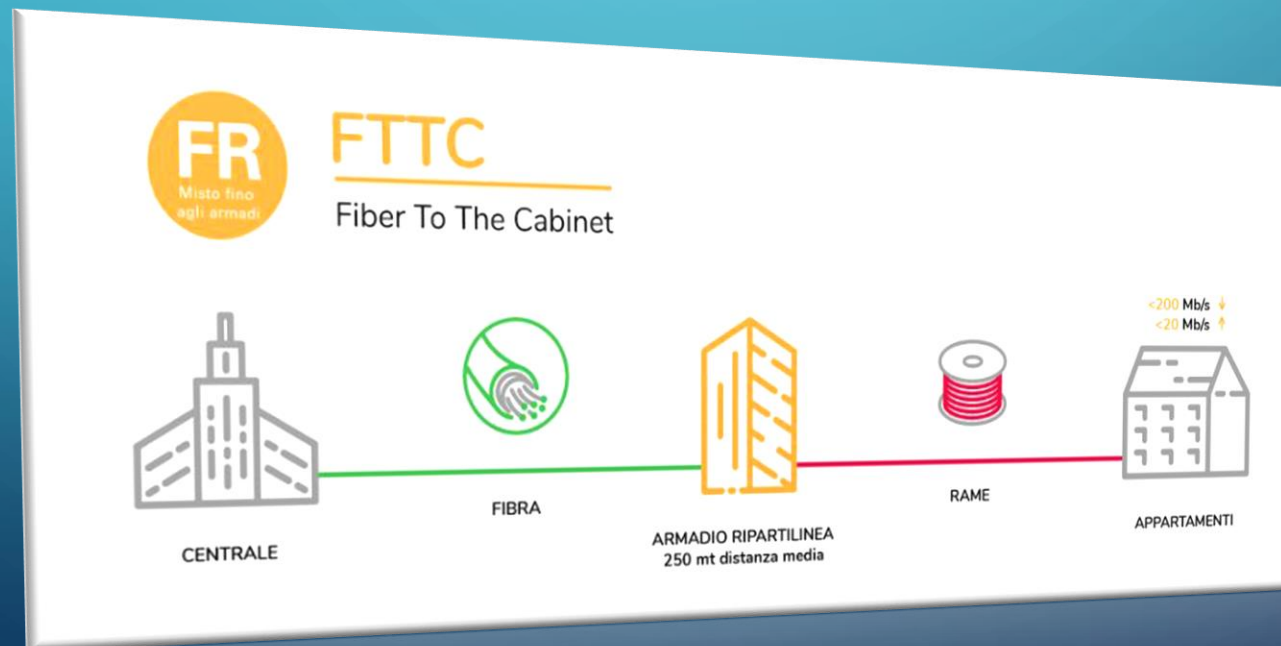 FR
Misto fino
agli armadi
FTTC
Fiber To The Cabinet
<200 Mb/s ↓
<20 Mb/s ↑
CENTRALE
FIBRA
ARMADIO RIPARTILINEA
250 mt distanza media
RAME
APPARTAMENTI